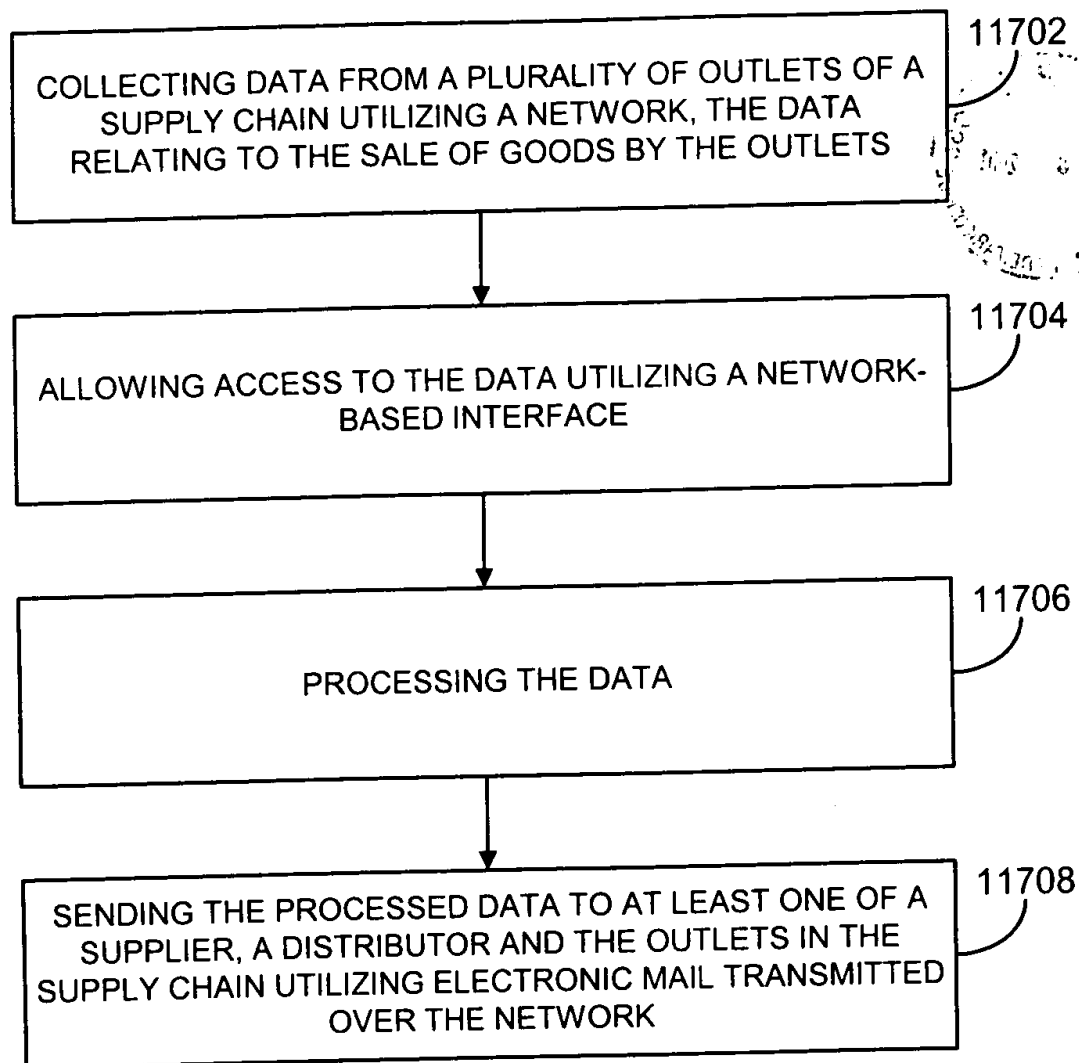 11702
COLLECTING DATA FROM A PLURALITY OF OUTLETS OF A
SUPPLY CHAIN UTILIZING A NETWORK, THE DATA
RELATING TO THE SALE OF GOODS BY THE OUTLETS
11704
ALLOWING ACCESS TO THE DATA UTILIZING A NETWORK-
BASED INTERFACE
11706
PROCESSING THE DATA
11708
SENDING THE PROCESSED DATA TO AT LEAST ONE OF A
SUPPLIER, A DISTRIBUTOR AND THE OUTLETS IN THE
SUPPLY CHAIN UTILIZING ELECTRONIC MAIL TRANSMITTED
OVER THE NETWORK